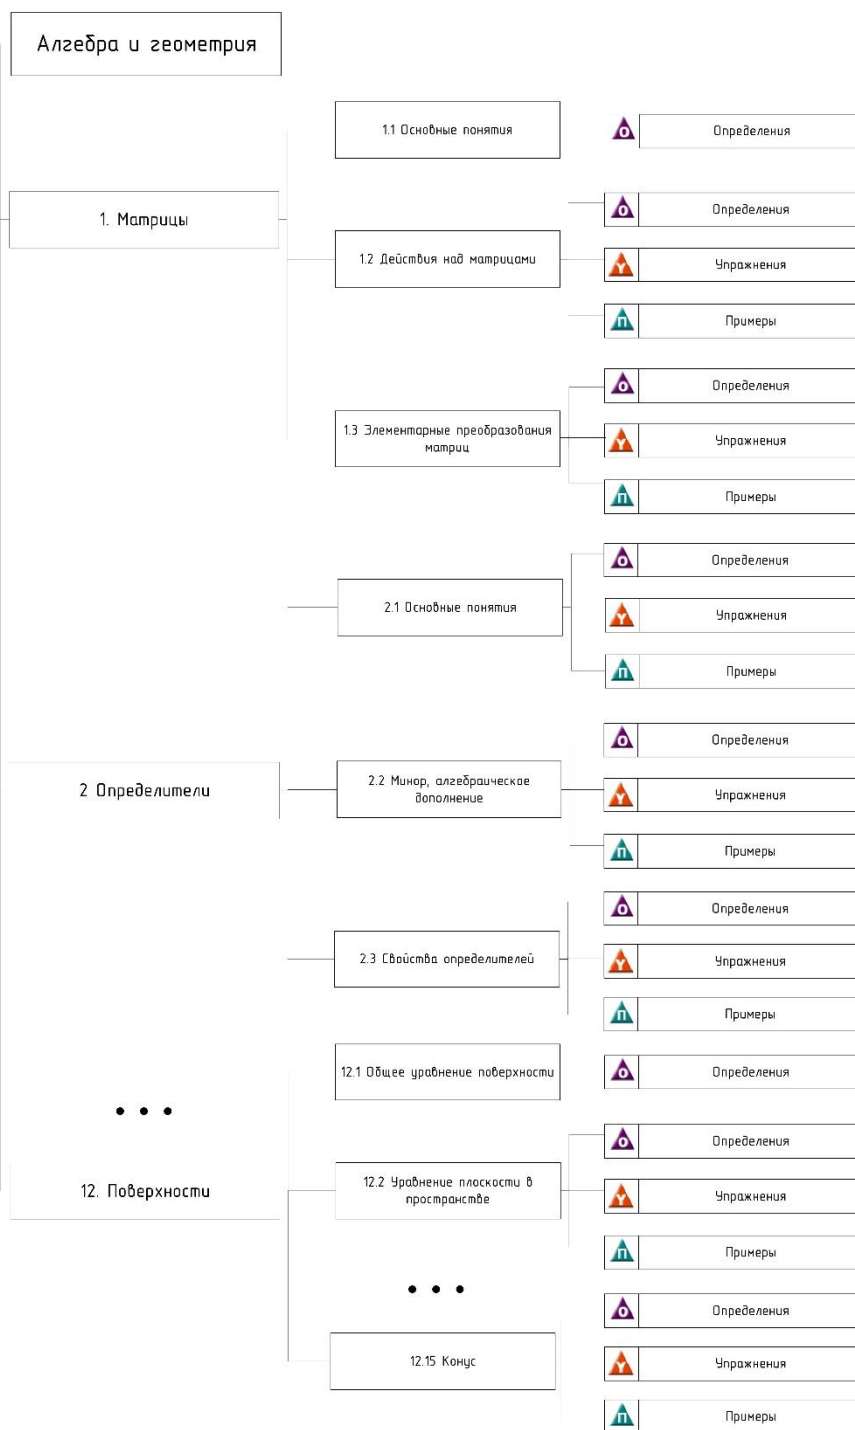 Алгебра и геометрия
1. Матрицы
1.1 Основные понятия
О Определения
1.2 Действия над матрицами
О Определения
У Упражнения
П Примеры
1.3 Элементарные преобразования
матриц
О Определения
У Упражнения
П Примеры
2 Определители
2.1 Основные понятия
О Определения
У Упражнения
П Примеры
2.2 Минор, алгебраическое
дополнение
О Определения
У Упражнения
П Примеры
2.3 Свойства определителей
О Определения
У Упражнения
П Примеры
• • •
12. Поверхности
12.1 Общее уравнение поверхности
О Определения
12.2 Уравнение плоскости в
пространстве
О Определения
У Упражнения
П Примеры
• • •
12.15 Конус
О Определения
У Упражнения
П Примеры